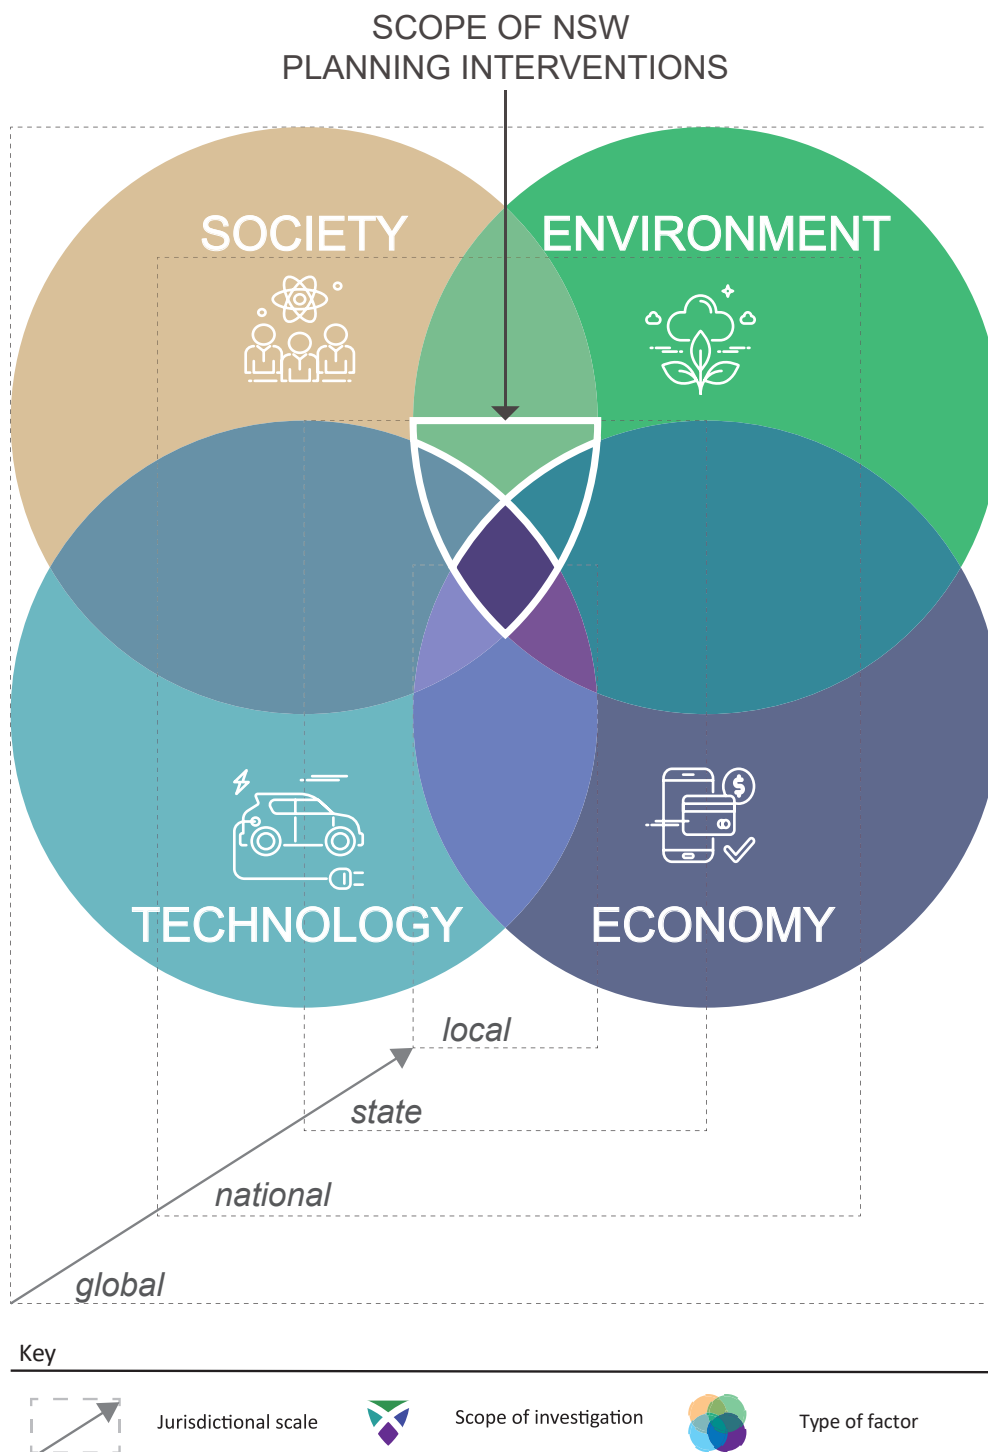 SCOPE OF NSW
PLANNING INTERVENTIONS
SOCIETY
ENVIRONMENT
$
TECHNOLOGY
ECONOMY
local
state
national
global
Key
Jurisdictional scale
Scope of investigation
Type of factor